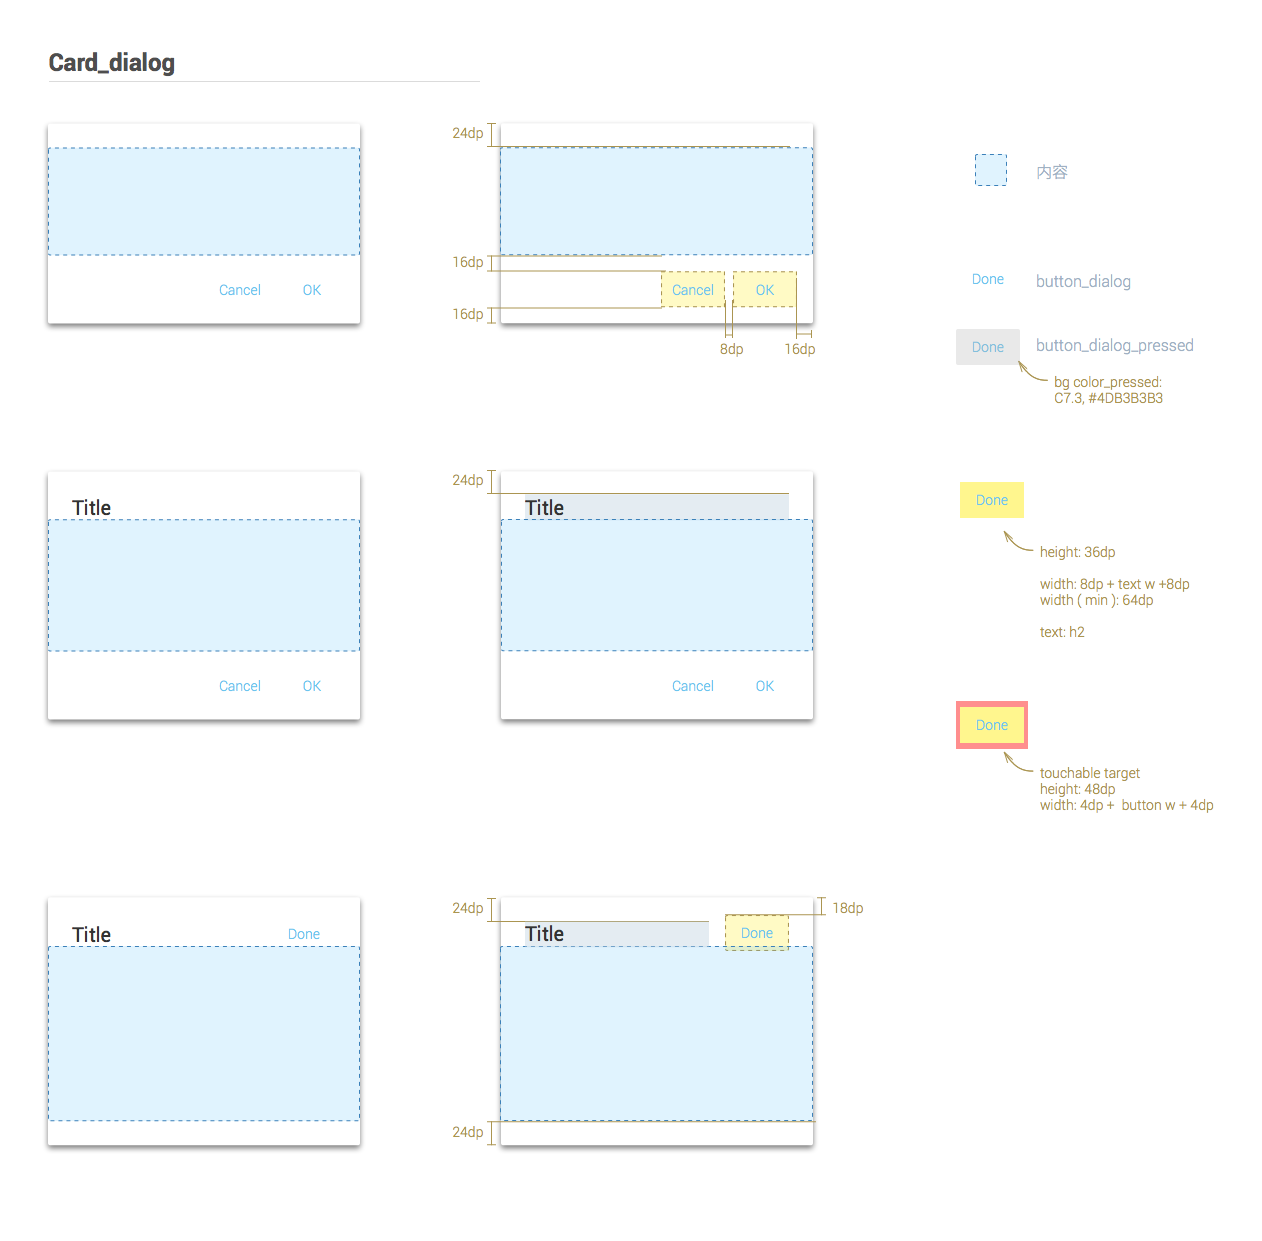 Card_dialog
Cancel OK
24dp
16dp
Cancel OK
16dp
8dp 16dp
内容
Done button_dialog
Done button_dialog_pressed
bg color_pressed:
C7.3, #4DB3B3B3
Title
Cancel OK
24dp
Title
Cancel OK
Done
height: 36dp
width: 8dp + text w +8dp
width ( min ): 64dp
text: h2
Done
touchable target
height: 48dp
width: 4dp + button w + 4dp
Title Done
24dp
18dp
Title Done
24dp